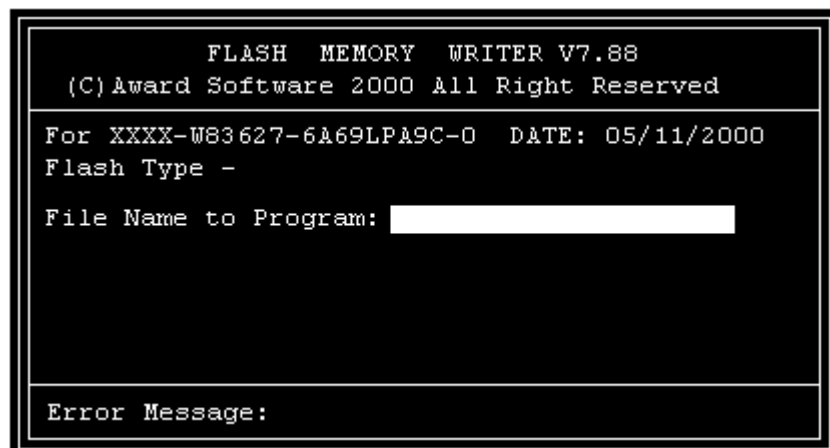 FLASH MEMORY WRITER V7.88
(C)Award Software 2000 All Right Reserved
For XXXX-W83627-6A69LPA9C-0 DATE: 05/11/2000
Flash Type -
File Name to Program:
Error Message: